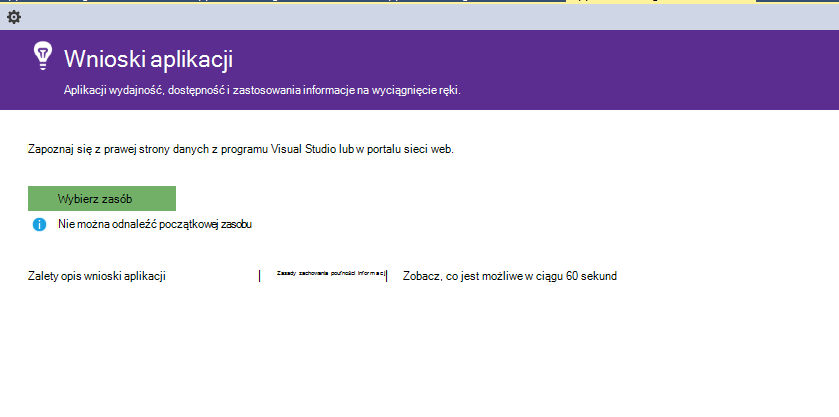 Wnioski aplikacji
Aplikacji wydajność, dostępność i zastosowania informacje na wyciągnięcie ręki.
Zapoznaj się z prawej strony danych z programu Visual Studio lub w portalu sieci web.
Wybierz zasób
Nie można odnaleźć początkowej zasobu
Zalety opis wnioski aplikacji | Zasady zachowania poufności informacji | Zobacz, co jest możliwe w ciągu 60 sekund